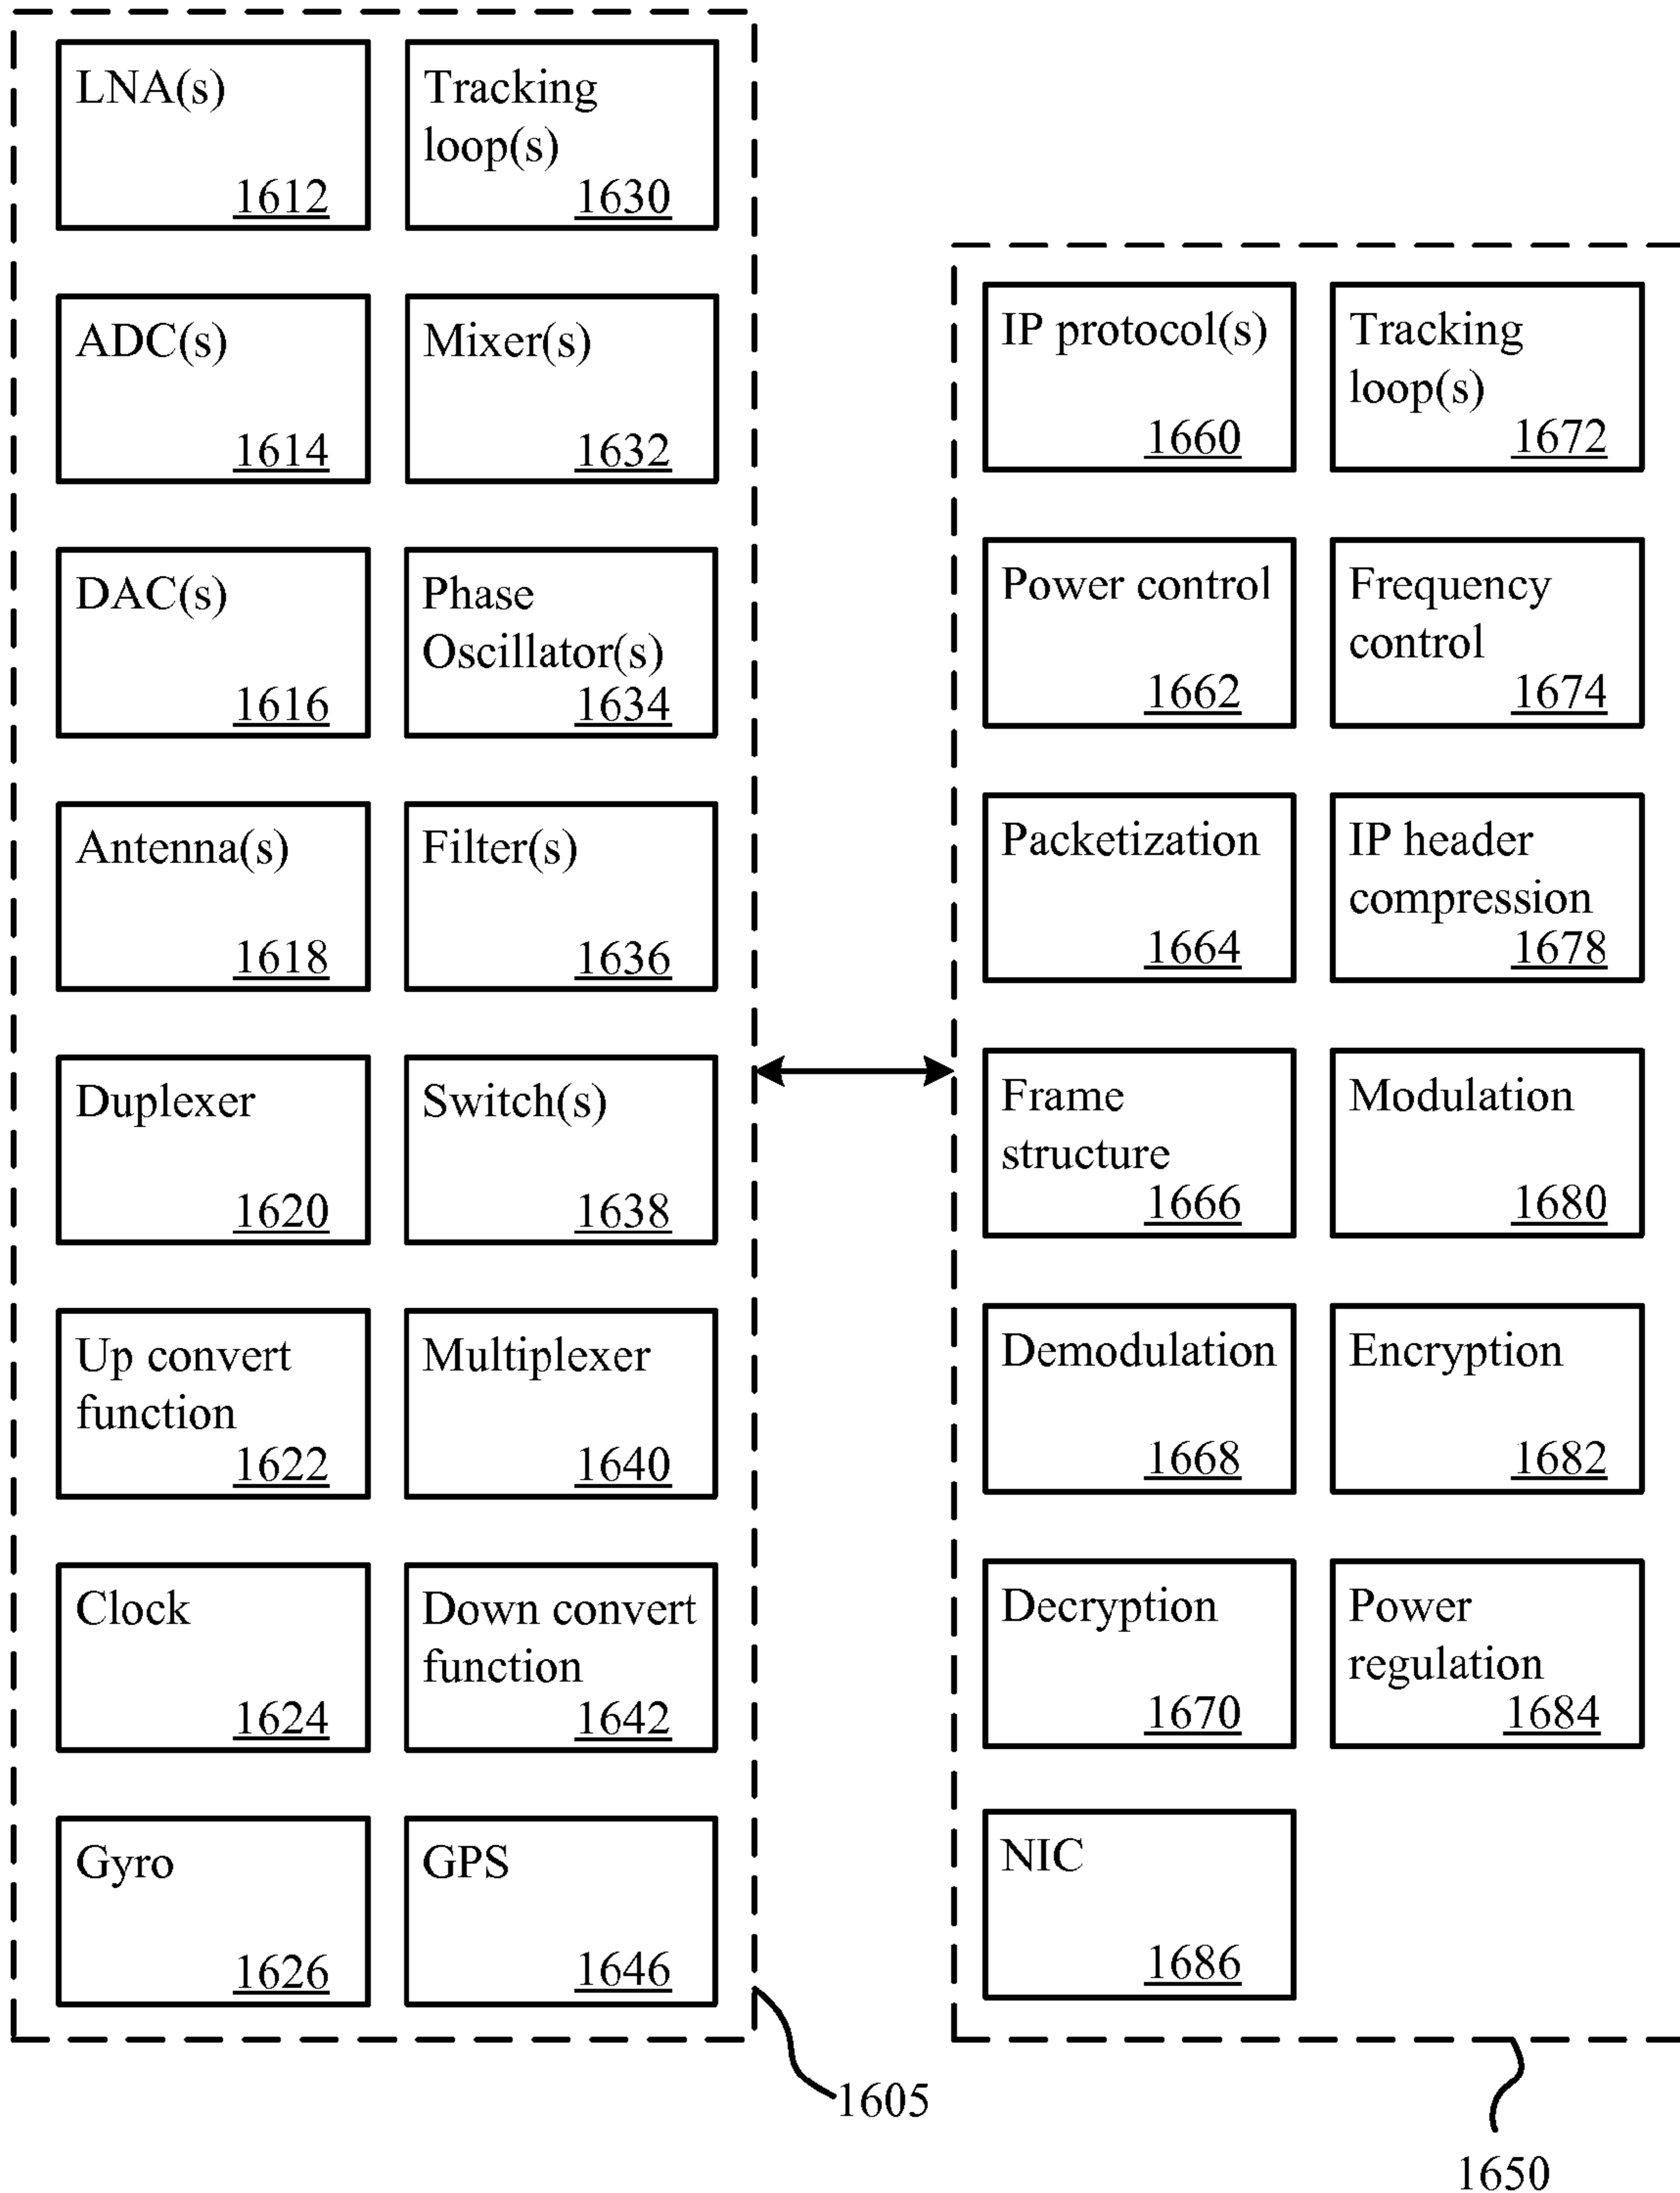 LNA(s)
1612
Tracking
loop(s)
1630
ADC(s)
1614
Mixer(s)
1632
DAC(s)
1616
Phase
Oscillator(s)
1634
Antenna(s)
1618
Filter(s)
1636
Duplexer
1620
Switch(s)
1638
Up convert
function
1622
Multiplexer
1640
Clock
1624
Down convert
function
1642
Gyro
1626
GPS
1646
1605
IP protocol(s)
1660
Tracking
loop(s)
1672
Power control
1662
Frequency
control
1674
Packetization
1664
IP header
compression
1678
Frame
structure
1666
Modulation
1680
Demodulation
1668
Encryption
1682
Decryption
1670
Power
regulation
1684
NIC
1686
1650